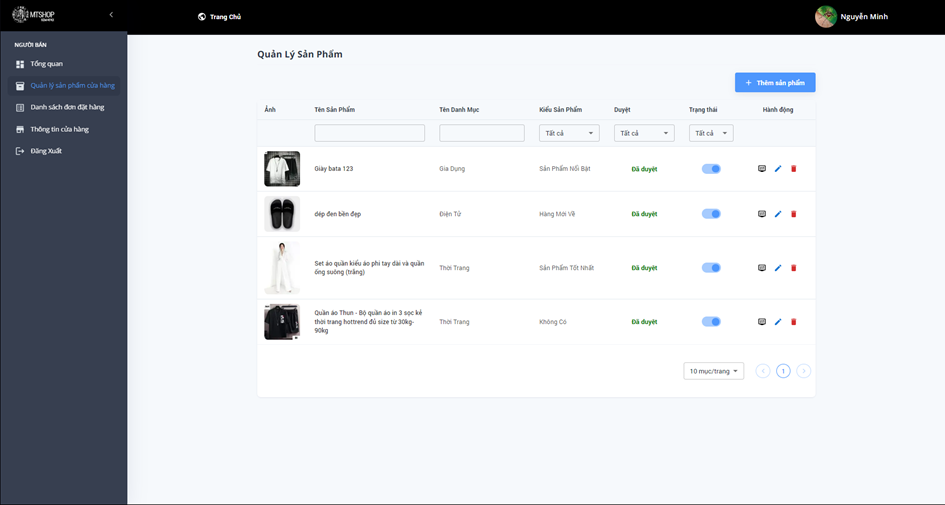 MTSHOP
Trang Chủ
Nguyễn Minh
NGƯỜI BÁN
Tổng quan
Quản lý sản phẩm cửa hàng
Danh sách đơn đặt hàng
Thông tin cửa hàng
Đăng Xuất
Quản Lý Sản Phẩm
+ Thêm sản phẩm
Ảnh Tên Sản Phẩm Tên Danh Mục Kiểu Sản Phẩm Duyệt Trạng thái Hành động
Tất cả Tất cả Tất cả
Giày bata 123 Gia Dụng Sản Phẩm Nổi Bật Đã duyệt
dép đen bền đẹp Điện Tử Hàng Mới Về Đã duyệt
Set áo quần kiểu áo phi tay dài và quần
ống suông (trắng) Thời Trang Sản Phẩm Tốt Nhất Đã duyệt
Quần áo Thun - Bộ quần áo in 3 sọc kẻ
thời trang hottrend đủ size từ 30kg-
90kg Thời Trang Không Có Đã duyệt
10 mục/trang 1